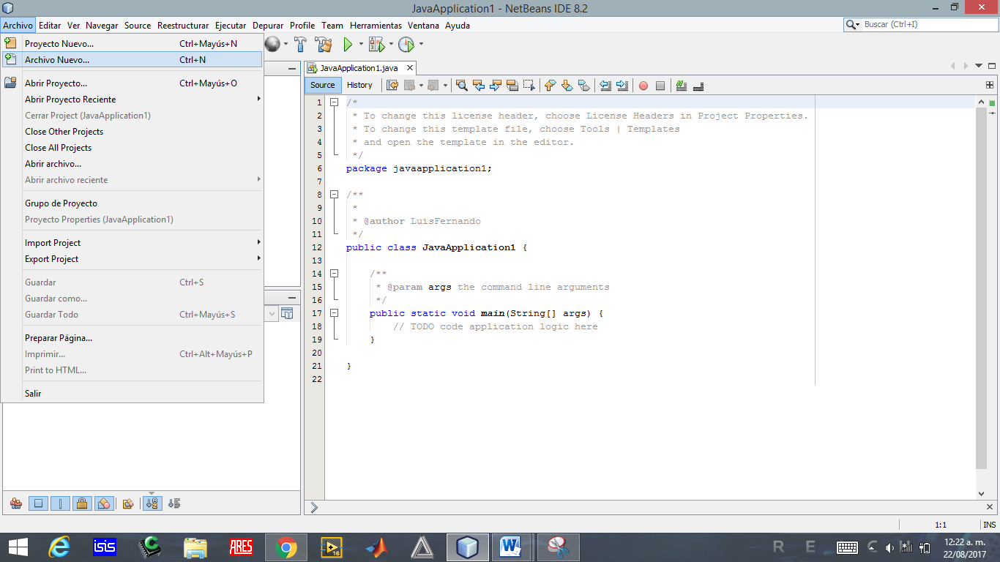 JavaApplication1 - NetBeans IDE 8.2
Archivo Editar Ver Navegar Source Reestructurar Ejecutar Depurar Profile Team Herramientas Ventana Ayuda
Buscar (Ctrl+I)
Proyecto Nuevo... Ctrl+Mayús+N
Archivo Nuevo... Ctrl+N
Abrir Proyecto... Ctrl+Mayús+O
Abrir Proyecto Reciente
Cerrar Project (JavaApplication1)
Close Other Projects
Close All Projects
Abrir archivo...
Abrir archivo reciente
Grupo de Proyecto
Proyecto Properties (JavaApplication1)
Import Project
Export Project
Guardar Ctrl+S
Guardar como...
Guardar Todo Ctrl+Mayús+S
Preparar Página...
Imprimir... Ctrl+Alt+Mayús+P
Print to HTML...
Salir
JavaApplication1.java
Source History
1 /*
2 * To change this license header, choose License Headers in Project Properties.
3 * To change this template file, choose Tools | Templates
4 * and open the template in the editor.
5 */
6 package javaapplication1;
7
8 /**
9 *
10 * @author LuisFernando
11 */
12 public class JavaApplication1 {
13
14 /**
15 * @param args the command line arguments
16 */
17 public static void main(String[] args) {
18 // TODO code application logic here
19 }
20
21 }
22
1:1 INS
isis
ARES
16
R E C
12:22 a. m.
22/08/2017